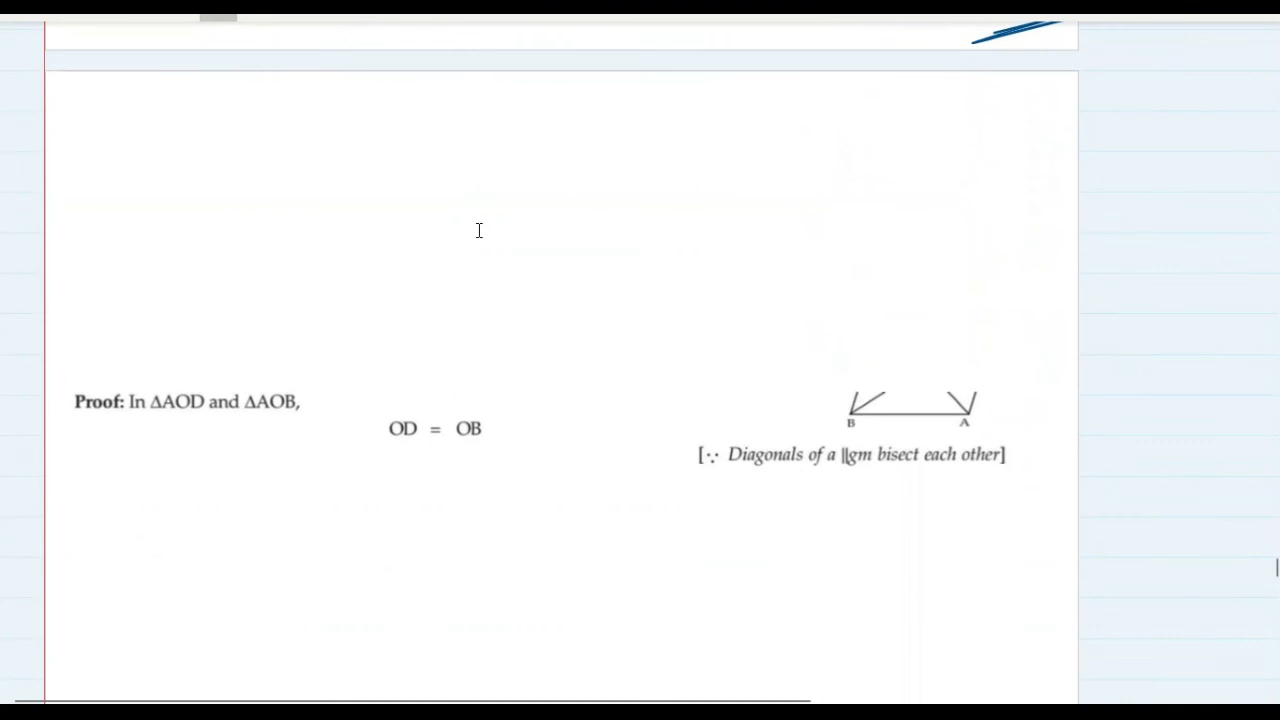 Proof: In ΔAOD and ΔAOB,
OD = OB
B A
[∵ Diagonals of a ||gm bisect each other]